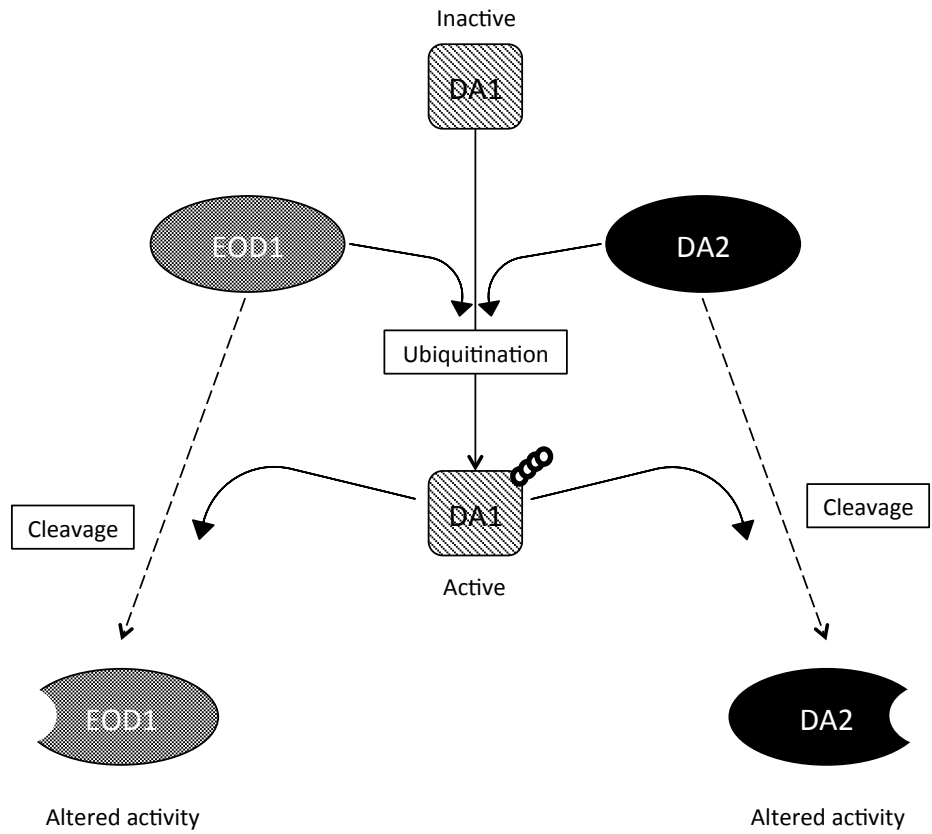 Inactive
DA1
EOD1
DA2
Ubiquitination
DA1
Cleavage
Cleavage
Active
EOD1
DA2
Altered activity
Altered activity